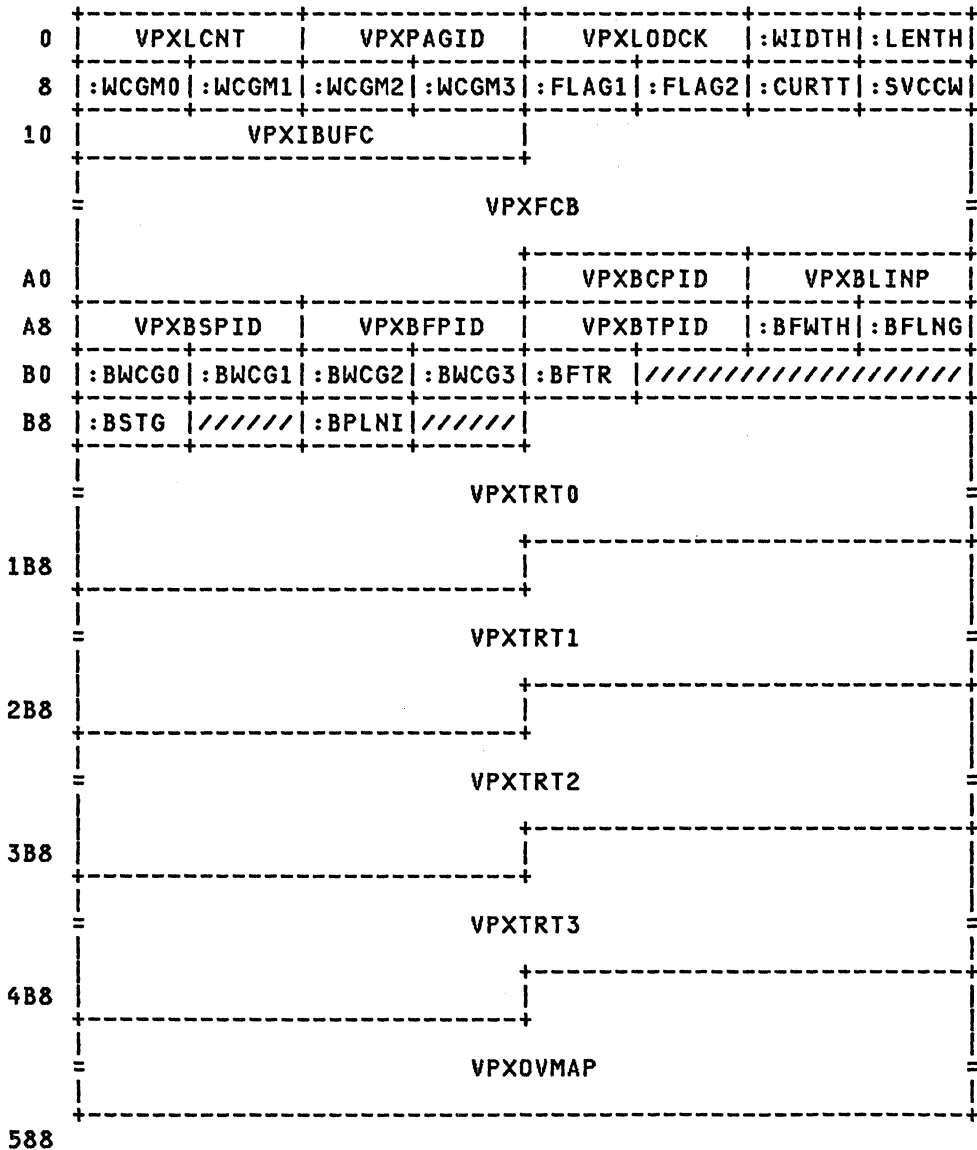 0 VPXLCNT VPXPAGID VPXLODCK :WIDTH :LENTH
8 :WCGM0 :WCGM1 :WCGM2 :WCGM3 :FLAG1 :FLAG2 :CURTT :SVCCW
10 VPXIBUFC
VPXFCB
A0 VPXBCPID VPXBLINP
A8 VPXBSPID VPXBFPID VPXBTPID :BFWTH :BFLNG
B0 :BWCG0 :BWCG1 :BWCG2 :BWCG3 :BFTR ////////////////////
B8 :BSTG ////// :BPLNI //////
VPXTRT0
1B8
VPXTRT1
2B8
VPXTRT2
3B8
VPXTRT3
4B8
VPXOVMAP
588